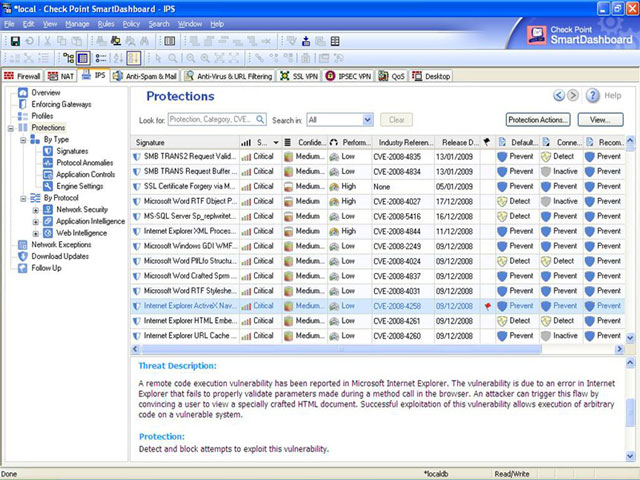 *local - Check Point SmartDashboard - IPS
File Edit View Manage Rules Policy Search Window Help
Check Point
SmartDashboard
Firewall NAT IPS Anti-Spam & Mail Anti-Virus & URL Filtering SSL VPN IPSEC VPN QoS Desktop
Overview
Enforcing Gateways
Profiles
Protections
By Type
Signatures
Protocol Anomalies
Application Controls
Engine Settings
By Protocol
Network Security
Application Intelligence
Web Intelligence
Network Exceptions
Download Updates
Follow Up
Protections
Help
Look for: Protection, Category, CVE... Search in: All Clear Protection Actions... View...
Signature S... Confide... Perform... Industry Referen... Release D... Default... Conne... Recom...
SMB TRANS2 Request Valid... Critical Medium... Low CVE-2008-4835 13/01/2009 Prevent Detect Prevent
SMB TRANS Request Buffer ... Critical Medium... Low CVE-2008-4834 13/01/2009 Prevent Inactive Prevent
SSL Certificate Forgery via M... Critical Medium... High None 05/01/2009 Prevent Inactive Prevent
Microsoft Word RTF Object P... Critical Medium... High CVE-2008-4027 17/12/2009 Detect Inactive Prevent
MS-SQL Server Sp_replwritet... Critical Medium... Low CVE-2008-5416 16/12/2009 Detect Prevent Prevent
Internet Explorer XML Proces... Critical Medium... High CVE-2008-4844 11/12/2008 Prevent Prevent Prevent
Microsoft Windows GDI WMF... Critical Medium... Low CVE-2008-2249 09/12/2008 Prevent Prevent Prevent
Microsoft Word Structu... Critical Medium... Low CVE-2008-4024 09/12/2008 Detect Detect Prevent
Microsoft Word Crafted Sprm ... Critical Medium... Low CVE-2008-4837 09/12/2008 Prevent Prevent Prevent
Microsoft Word RTF Styleshe... Critical Medium... Low CVE-2008-4031 09/12/2008 Prevent Prevent Prevent
Internet Explorer ActiveX Nav... Critical Medium... Low CVE-2008-4258 09/12/2008 Prevent Prevent Prevent
Internet Explorer HTML Embe... Critical Medium... Low CVE-2008-4261 09/12/2008 Detect Detect Prevent
Internet Explorer URL Cache ... Critical Medium... Low CVE-2008-4260 09/12/2008 Prevent Inactive Prevent
Threat Description:
A remote code execution vulnerability has been reported in Microsoft Internet Explorer. The vulnerability is due to an error in Internet
Explorer that fails to properly validate parameters made during a method call in the browser. An attacker can trigger this flaw by
convincing a user to view a specially crafted HTML document. Successful exploitation of this vulnerability allows execution of arbitrary
code on a vulnerable system.
Protection:
Detect and block attempts to exploit this vulnerability.
Done *localdb Read/Write